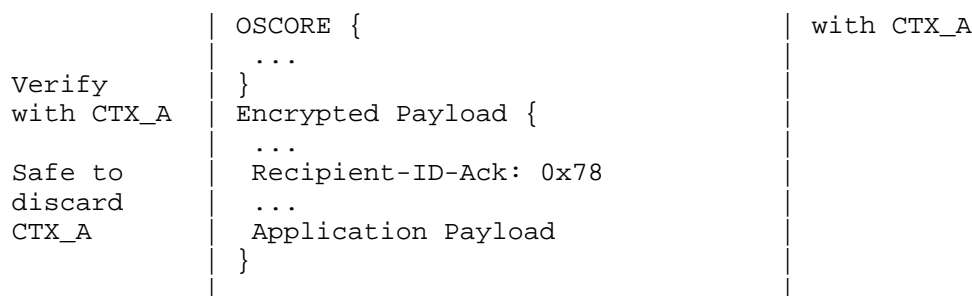 | OSCORE { | with CTX_A
| ... |
Verify | } |
with CTX_A | Encrypted Payload { |
| ... |
Safe to | Recipient-ID-Ack: 0x78 |
discard | ... |
CTX_A | Application Payload |
| } |
| |